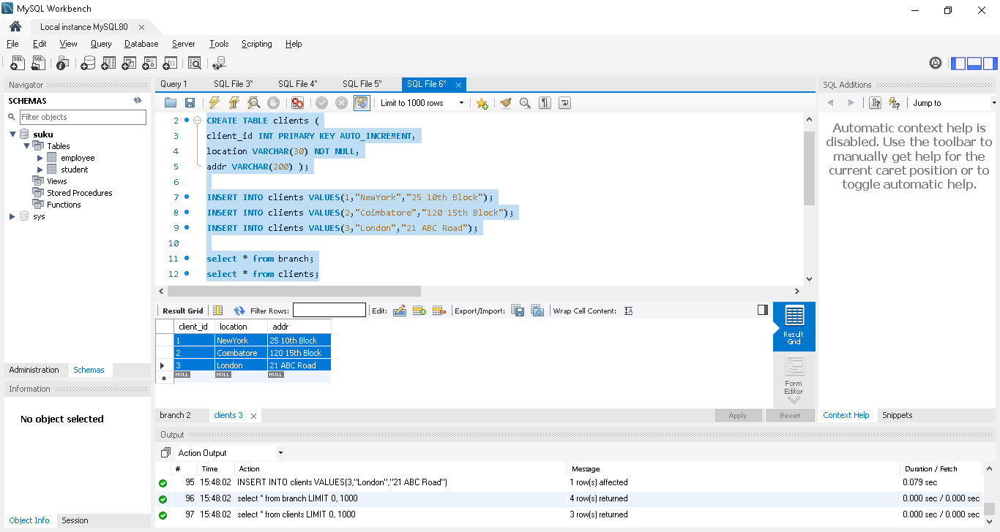 MySQL Workbench
Local instance MySQL80
File Edit View Query Database Server Tools Scripting Help
Navigator
SCHEMAS
Filter objects
suku
Tables
employee
student
Views
Stored Procedures
Functions
sys
Administration Schemas
Information
No object selected
Object Info Session
Query 1 SQL File 3* SQL File 4* SQL File 5* SQL File 6*
Limit to 1000 rows
2 CREATE TABLE clients (
3 client_id INT PRIMARY KEY AUTO_INCREMENT,
4 location VARCHAR(30) NOT NULL,
5 addr VARCHAR(200) );
6
7 INSERT INTO clients VALUES(1,"NewYork","25 10th Block");
8 INSERT INTO clients VALUES(2,"Coimbatore","120 15th Block");
9 INSERT INTO clients VALUES(3,"London","21 ABC Road");
10
11 select * from branch;
12 select * from clients;
Result Grid Filter Rows: Edit: Export/Import: Wrap Cell Content:
client_id location addr
1 NewYork 25 10th Block
2 Coimbatore 120 15th Block
3 London 21 ABC Road
NULL NULL NULL
Result
Grid
Form
Editor
branch 2 clients 3 Apply Revert
Output
Action Output
# Time Action Message Duration / Fetch
95 15:48:02 INSERT INTO clients VALUES(3,"London","21 ABC Road") 1 row(s) affected 0.079 sec
96 15:48:02 select * from branch LIMIT 0, 1000 4 row(s) returned 0.000 sec / 0.000 sec
97 15:48:02 select * from clients LIMIT 0, 1000 3 row(s) returned 0.000 sec / 0.000 sec
SQL Additions
Jump to
Automatic context help is
disabled. Use the toolbar to
manually get help for the
current caret position or to
toggle automatic help.
Context Help Snippets